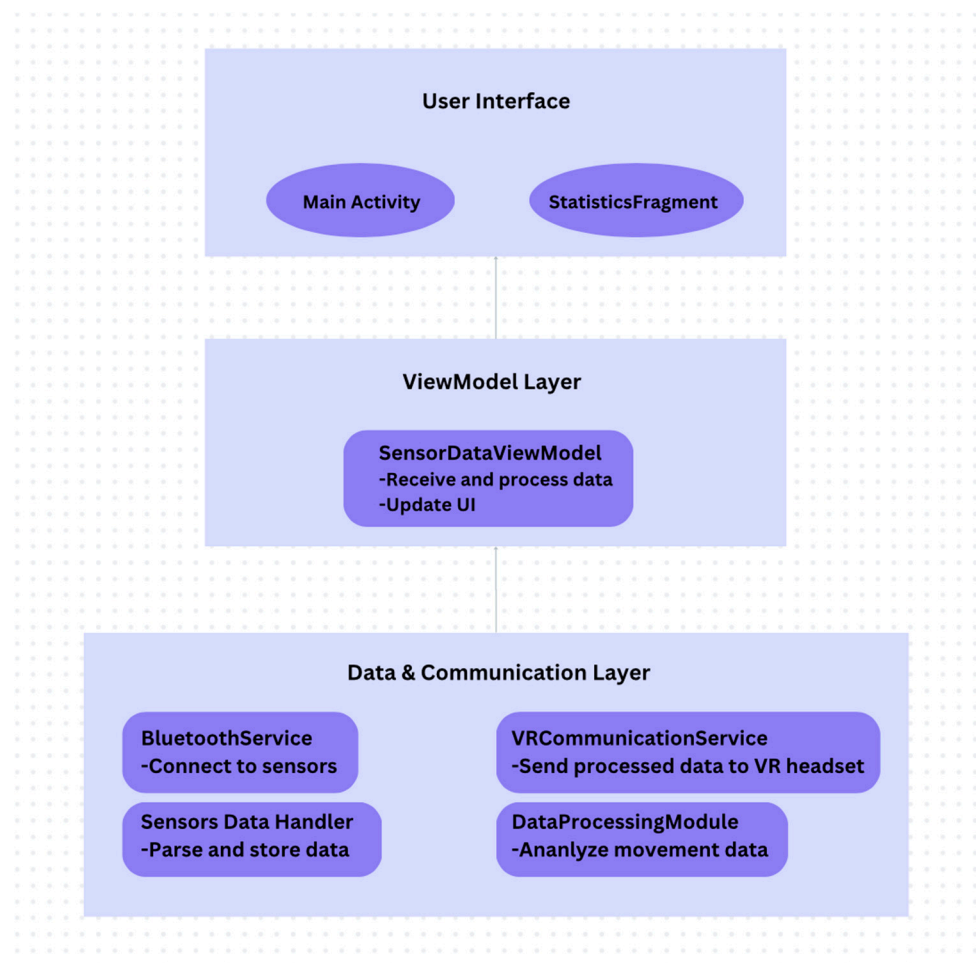 User Interface
Main Activity
StatisticsFragment
ViewModel Layer
SensorDataViewModel
-Receive and process data
-Update UI
Data & Communication Layer
BluetoothService
-Connect to sensors
VRCommunicationService
-Send processed data to VR headset
Sensors Data Handler
-Parse and store data
DataProcessingModule
-Ananlyze movement data